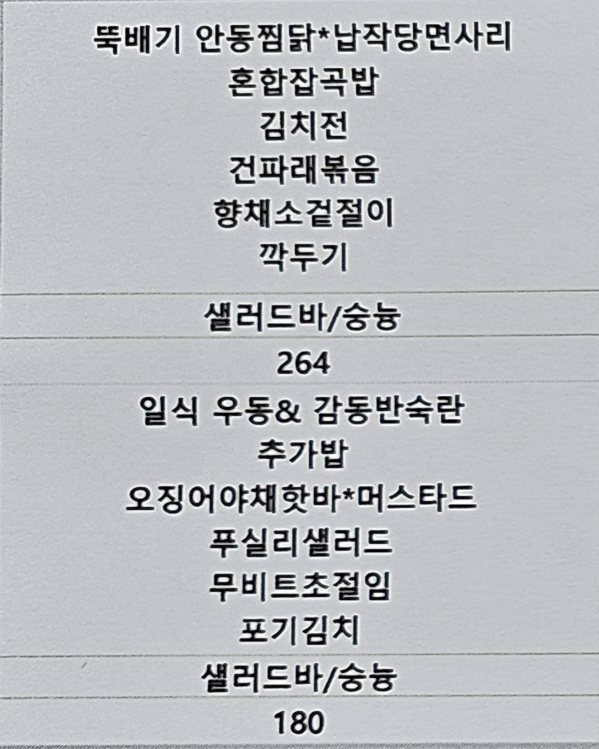 뚝배기 안동찜닭*납작당면사리
혼합잡곡밥
김치전
건파래볶음
향채소겉절이
깍두기
샐러드바/숭늉
264
일식 우동& 감동반숙란
추가밥
오징어야채핫바*머스타드
푸실리샐러드
무비트초절임
포기김치
샐러드바/숭늉
180